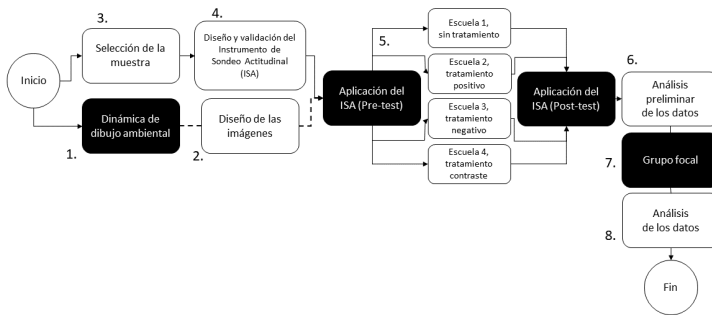 Inicio
3.
Selección de la
muestra
4.
Diseño y validación del
Instrumento de
Sondeo Actitudinal
(ISA)
1.
Dinámica de
dibujo ambiental
2.
Diseño de las
imágenes
5.
Aplicación del
ISA (Pre-test)
Escuela 1,
sin tratamiento
Escuela 2,
tratamiento
positivo
Escuela 3,
tratamiento
negativo
Escuela 4,
tratamiento
contraste
Aplicación del
ISA (Post-test)
6.
Análisis
preliminar
de los datos
7.
Grupo focal
8.
Análisis
de los datos
Fin